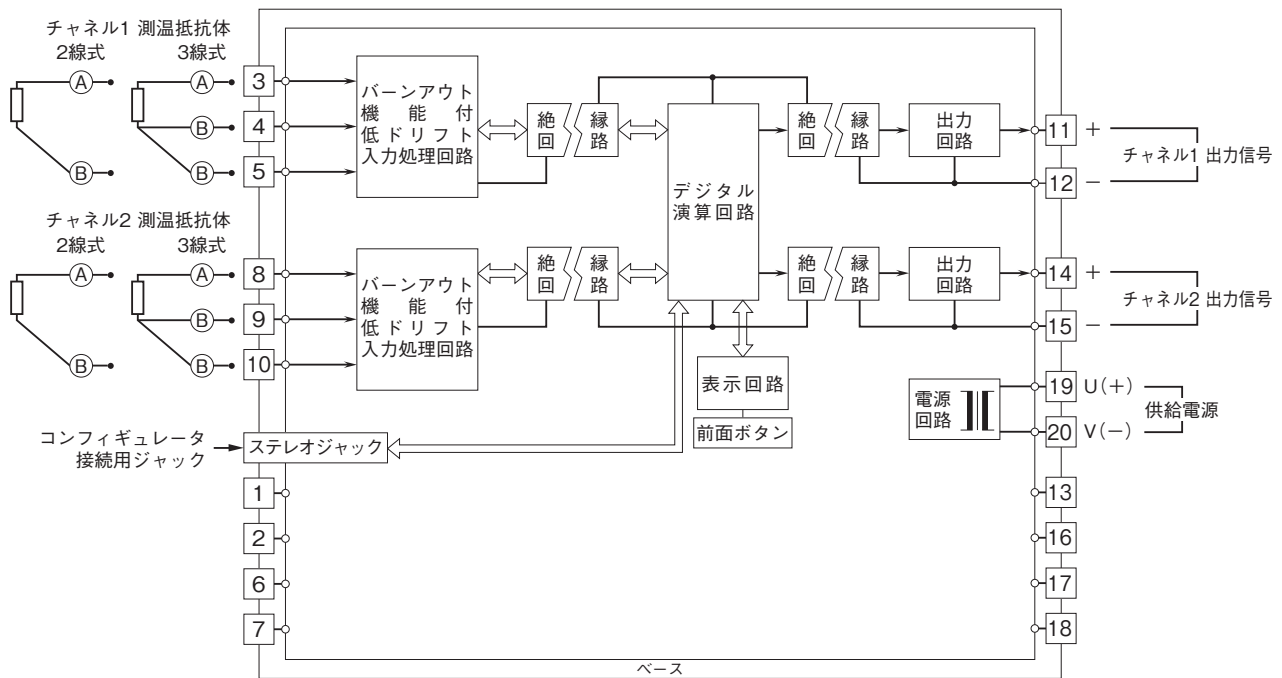 チャネル1 測温抵抗体
2線式
3線式
A
A
B
B
B
3
4
5
バーンアウト
機能付
低ドリフト
入力処理回路
絶 縁
回 路
デジタル
演算回路
絶 縁
回 路
出力
回路
11 +
チャネル1 出力信号
12 −
チャネル2 測温抵抗体
2線式
3線式
A
A
B
B
B
8
9
10
バーンアウト
機能付
低ドリフト
入力処理回路
絶 縁
回 路
絶 縁
回 路
出力
回路
14 +
チャネル2 出力信号
15 −
表示回路
前面ボタン
電源
回路
19 U(+)
供給電源
20 V(−)
コンフィギュレータ
接続用ジャック
ステレオジャック
1
2
6
7
13
16
17
18
ベース